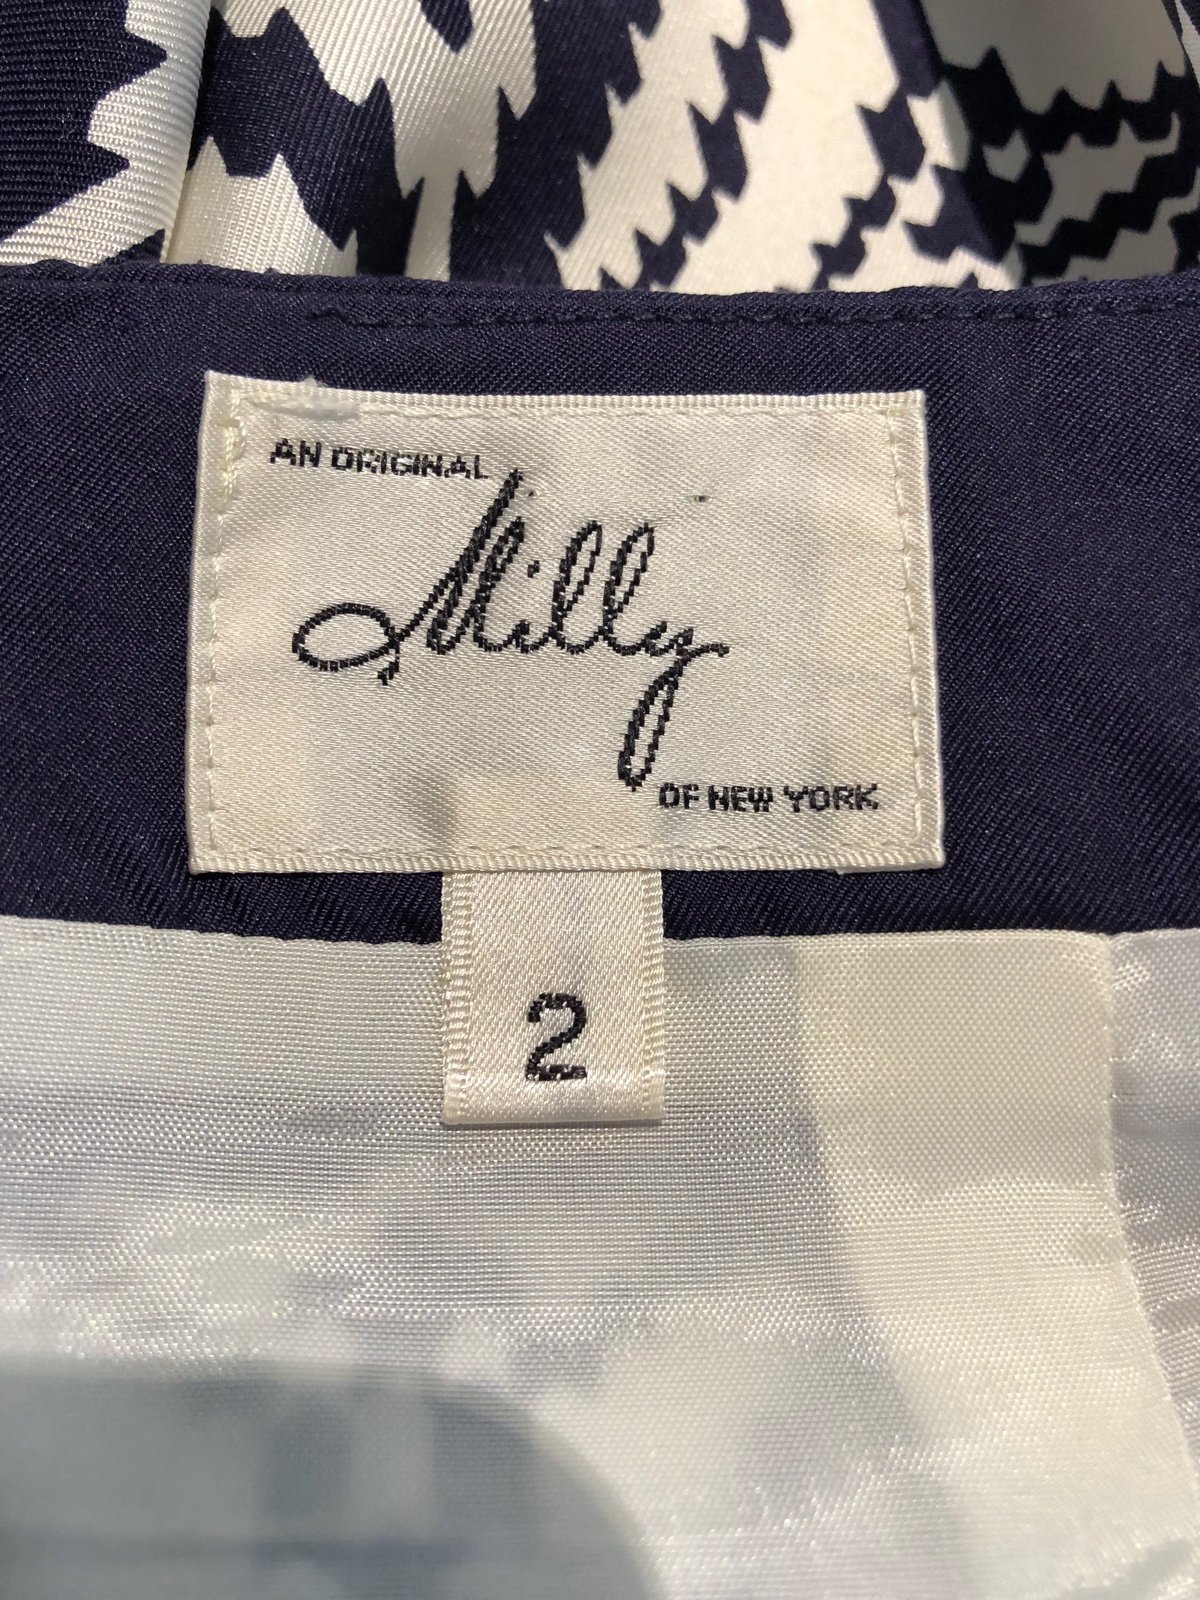 AN ORIGINAL
Milly
OF NEW YORK
2